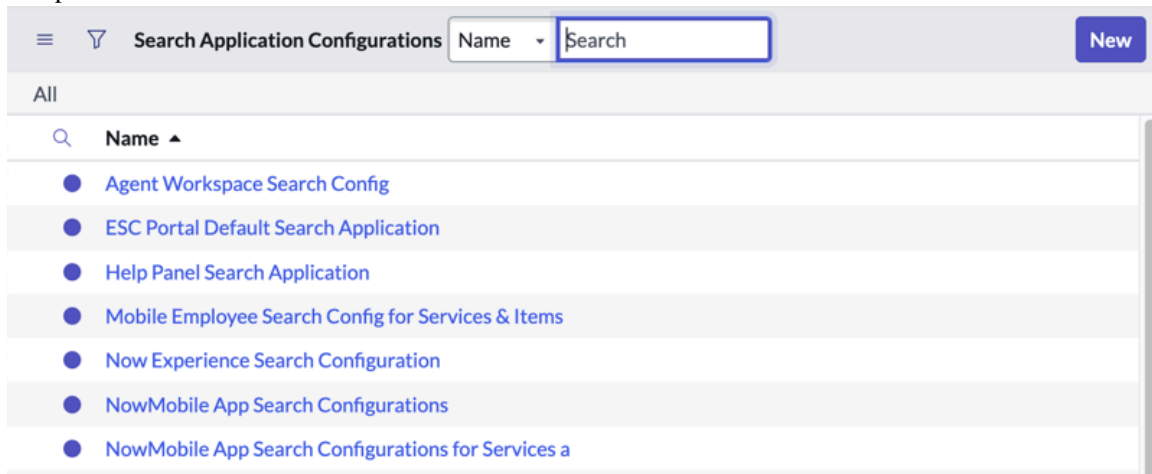 Search Application Configurations Name Search New
All
Name
Agent Workspace Search Config
ESC Portal Default Search Application
Help Panel Search Application
Mobile Employee Search Config for Services & Items
Now Experience Search Configuration
NowMobile App Search Configurations
NowMobile App Search Configurations for Services a